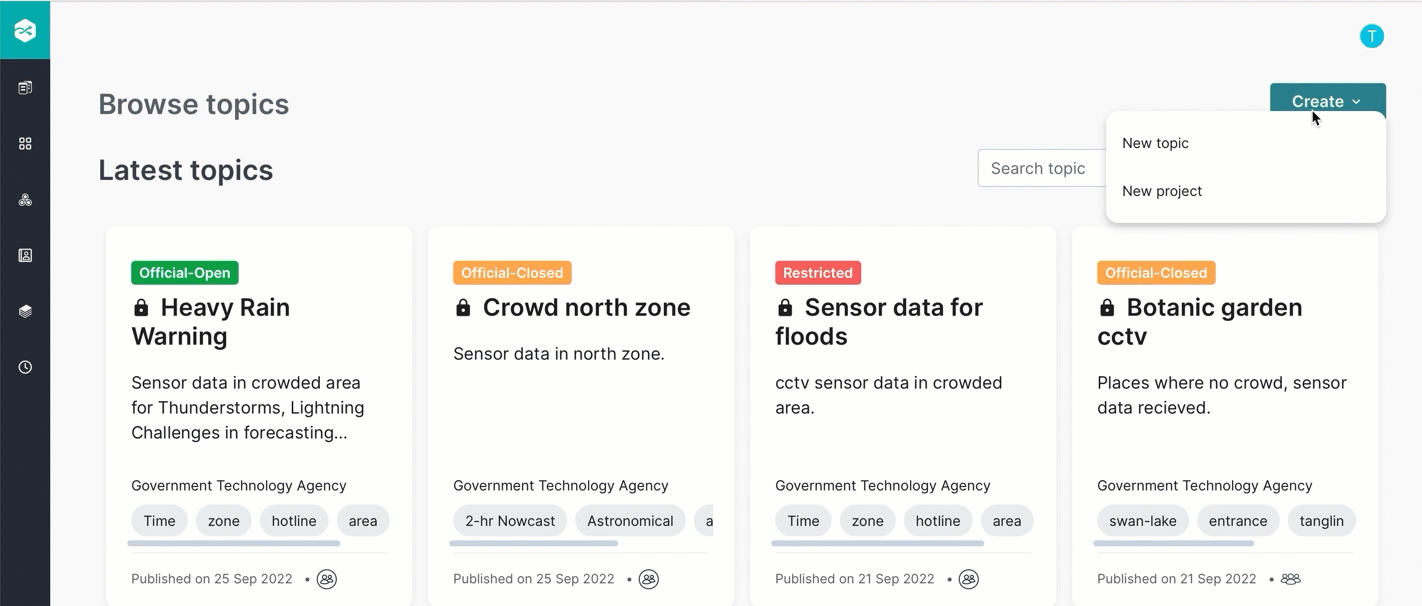 T
Browse topics
Create
New topic
New project
Latest topics
Search topic
Official-Open
Heavy Rain
Warning
Sensor data in crowded area
for Thunderstorms, Lightning
Challenges in forecasting...
Government Technology Agency
Time zone hotline area
Published on 25 Sep 2022 •
Official-Closed
Crowd north zone
Sensor data in north zone.
Government Technology Agency
2-hr Nowcast Astronomical a
Published on 25 Sep 2022 •
Restricted
Sensor data for
floods
cctv sensor data in crowded
area.
Government Technology Agency
Time zone hotline area
Published on 21 Sep 2022 •
Official-Closed
Botanic garden
cctv
Places where no crowd, sensor
data recieved.
Government Technology Agency
swan-lake entrance tanglin
Published on 21 Sep 2022 •